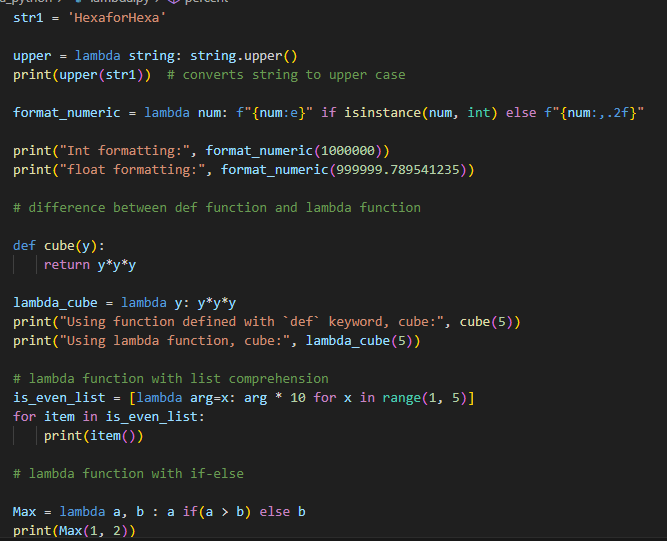 a_python > lambda.py > percent
str1 = 'HexaforHexa'
upper = lambda string: string.upper()
print(upper(str1))  # converts string to upper case
format_numeric = lambda num: f"{num:e}" if isinstance(num, int) else f"{num:,.2f}"
print("Int formatting:", format_numeric(1000000))
print("float formatting:", format_numeric(999999.789541235))
# difference between def function and lambda function
def cube(y):
    return y*y*y
lambda_cube = lambda y: y*y*y
print("Using function defined with `def` keyword, cube:", cube(5))
print("Using lambda function, cube:", lambda_cube(5))
# lambda function with list comprehension
is_even_list = [lambda arg=x: arg * 10 for x in range(1, 5)]
for item in is_even_list:
    print(item())
# lambda function with if-else
Max = lambda a, b : a if(a > b) else b
print(Max(1, 2))